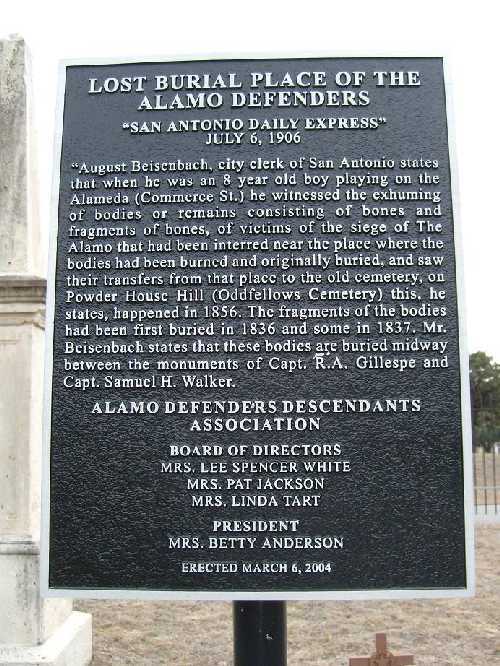 LOST BURIAL PLACE OF THE
ALAMO DEFENDERS
"SAN ANTONIO DAILY EXPRESS"
JULY 6, 1906
"August Beisenbach, city clerk of San Antonio states
that when he was an 8 year old boy playing on the
Alameda (Commerce St.) he witnessed the exhuming
of bodies or remains consisting of bones and
fragments of bones, of victims of the siege of The
Alamo that had been interred near the place where the
bodies had been burned and originally buried, and saw
their transfers from that place to the old cemetery, on
Powder House Hill (Oddfellows Cemetery) this, he
states, happened in 1856. The fragments of the bodies
had been first buried in 1836 and some in 1837. Mr.
Beisenbach states that these bodies are buried midway
between the monuments of Capt. R.A. Gillespe and
Capt. Samuel H. Walker.
ALAMO DEFENDERS DESCENDANTS
ASSOCIATION
BOARD OF DIRECTORS
MRS. LEE SPENCER WHITE
MRS. PAT JACKSON
MRS. LINDA TART
PRESIDENT
MRS. BETTY ANDERSON
ERECTED MARCH 6, 2004